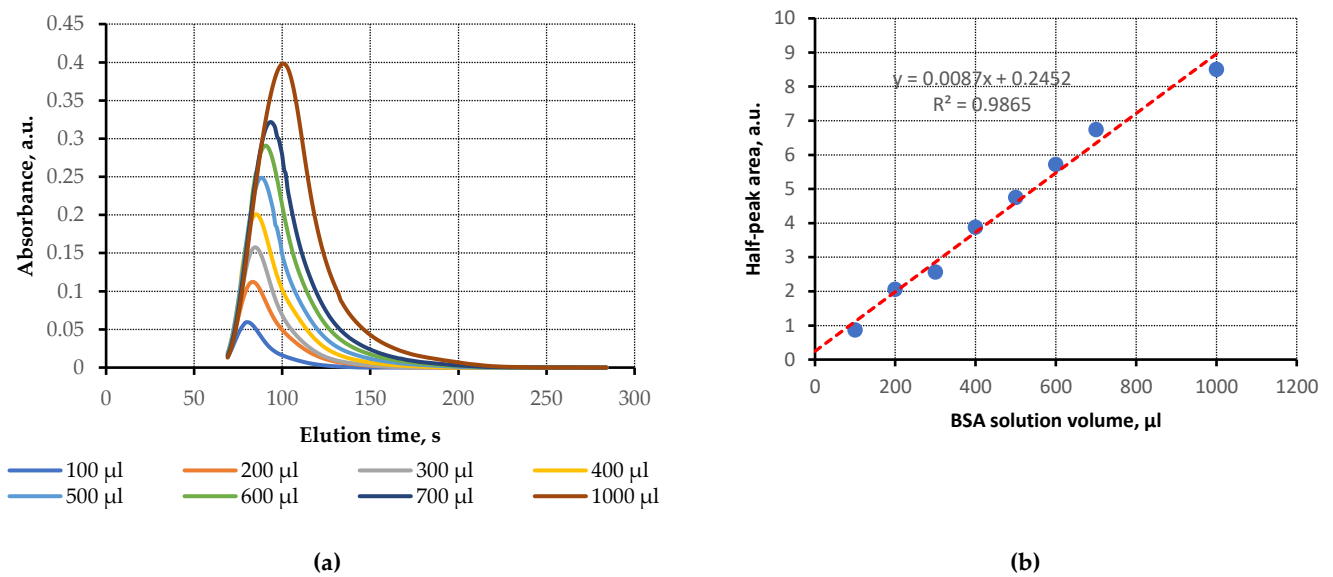 0.45
0.4
0.35
0.3
0.25
0.2
0.15
0.1
0.05
0
0 50 100 150 200 250 300
Absorbance, a.u.
Elution time, s
100 µl 200 µl 300 µl 400 µl
500 µl 600 µl 700 µl 1000 µl
(a)
10
9
8
7
6
5
4
3
2
1
0
0 200 400 600 800 1000 1200
Half-peak area, a.u.
y = 0.0087x + 0.2452
R² = 0.9865
BSA solution volume, µl
(b)